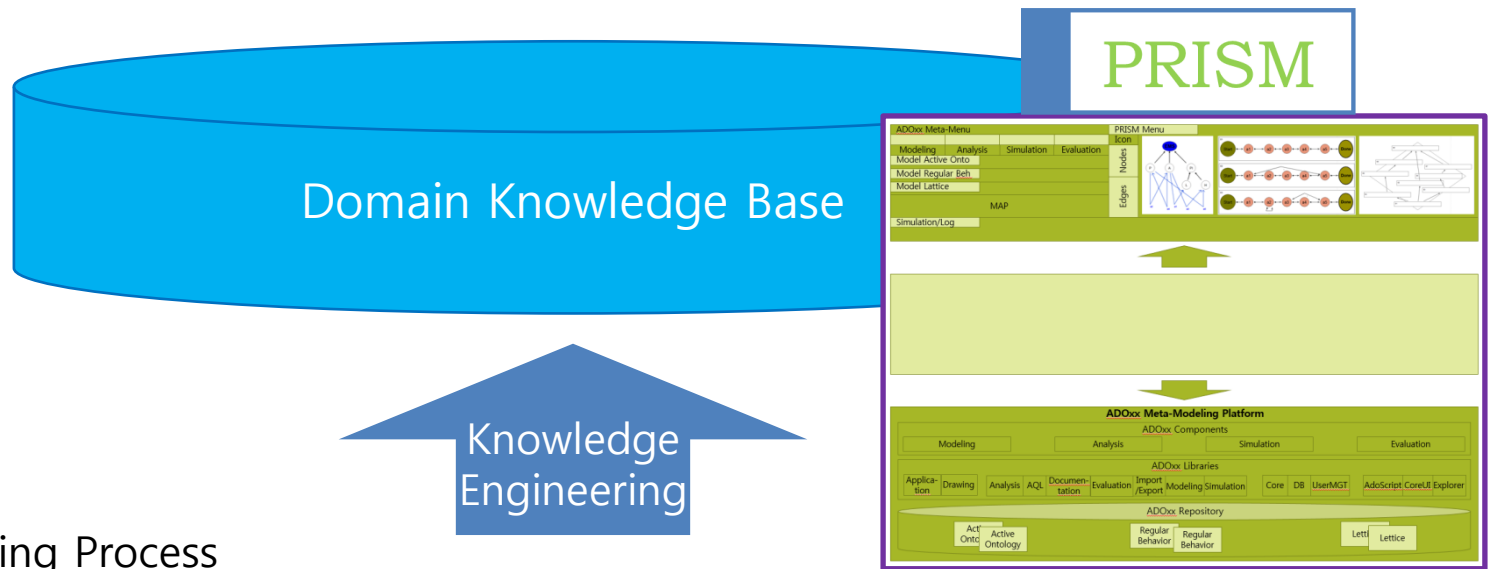 PRISM
Domain Knowledge Base
ADOxx Meta-Menu
PRISM Menu
Icon
Modeling Analysis Simulation Evaluation
Model Active Onto
Model Regular Beh
Model Lattice
MAP
Nodes
Edges
Simulation/Log
Knowledge
Engineering
ADOxx Meta-Modeling Platform
ADOxx Components
Modeling Analysis Simulation Evaluation
ADOxx Libraries
Applica-
tion
Drawing
Analysis
AQL
Documen-
tation
Evaluation
Import
/Export
Modeling
Simulation
Core
DB
UserMGT
AdoScript
CoreUI
Explorer
ADOxx Repository
Active
Ontology
Regular
Behavior
Regular
Behavior
Letti
Lettice
ing Process